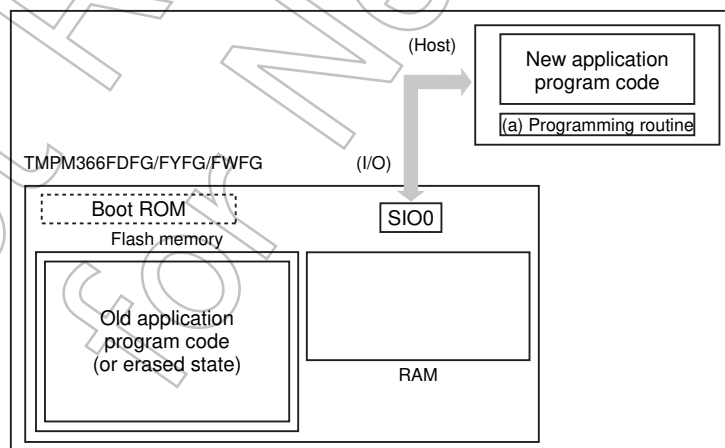 (Host)
New application
program code
(a) Programming routine
TMPM366FDFG/FYFG/FWFG
(I/O)
Boot ROM
SIO0
Flash memory
Old application
program code
(or erased state)
RAM
for N